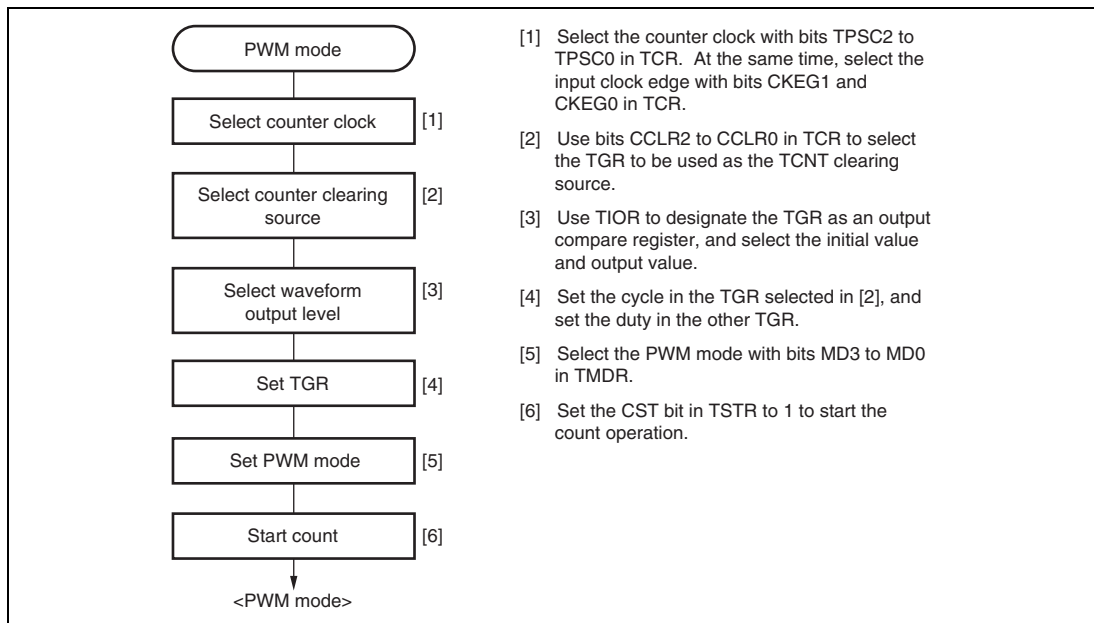 PWM mode
Select counter clock
[1]
Select counter clearing
source
[2]
Select waveform
output level
[3]
Set TGR
[4]
Set PWM mode
[5]
Start count
[6]
<PWM mode>
[1] Select the counter clock with bits TPSC2 to
TPSC0 in TCR. At the same time, select the
input clock edge with bits CKEG1 and
CKEG0 in TCR.
[2] Use bits CCLR2 to CCLR0 in TCR to select
the TGR to be used as the TCNT clearing
source.
[3] Use TIOR to designate the TGR as an output
compare register, and select the initial value
and output value.
[4] Set the cycle in the TGR selected in [2], and
set the duty in the other TGR.
[5] Select the PWM mode with bits MD3 to MD0
in TMDR.
[6] Set the CST bit in TSTR to 1 to start the
count operation.